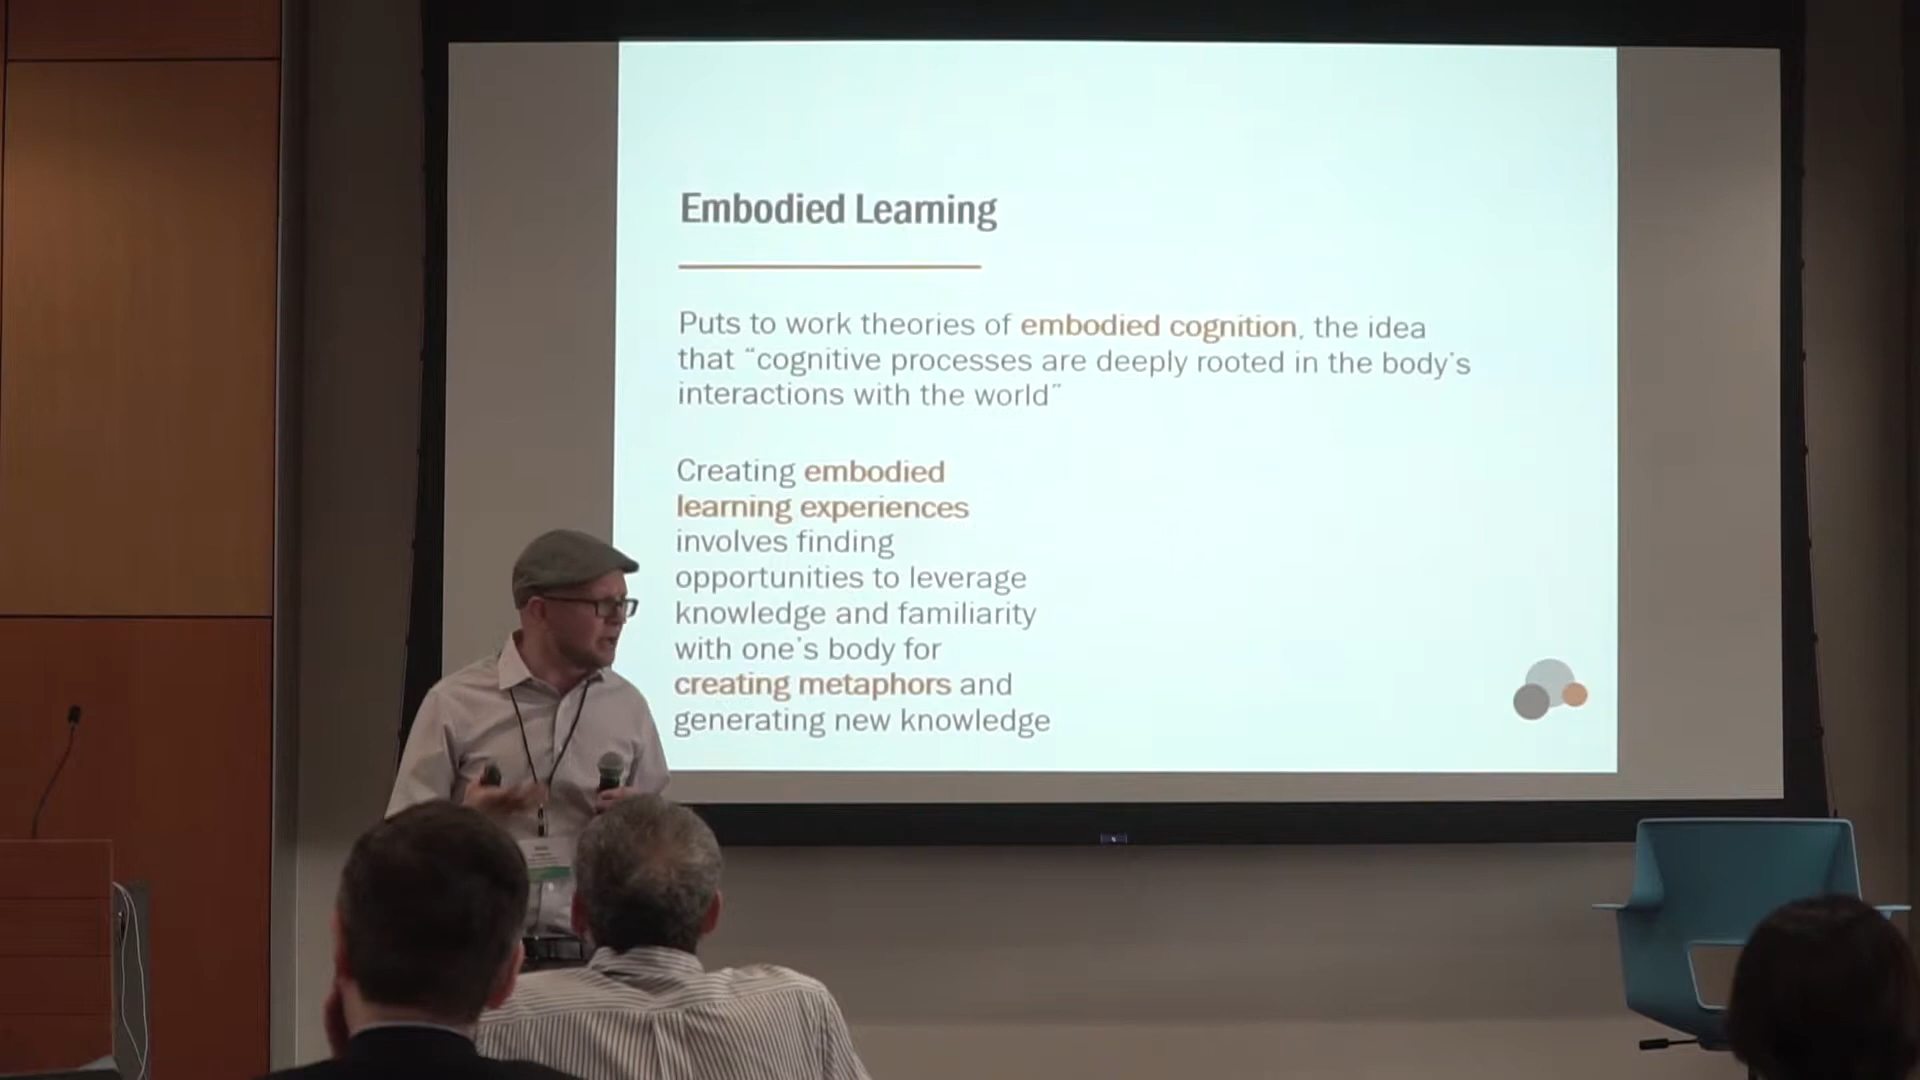 Embodied Learning
Puts to work theories of embodied cognition, the idea
that “cognitive processes are deeply rooted in the body's
interactions with the world”
Creating embodied
learning experiences
involves finding
opportunities to leverage
knowledge and familiarity
with one's body for
creating metaphors and
generating new knowledge